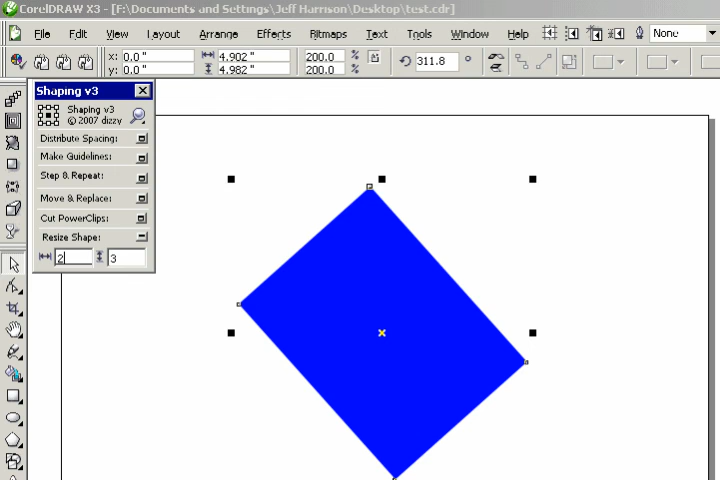 CorelDRAW X3 - [F:\Documents and Settings\Jeff Harrison\Desktop\test.cdr]
File Edit View Layout Arrange Effects Bitmaps Text Tools Window Help None
x: 0.0 " 4.902 " 200.0 % 311.8 °
y: 0.0 " 4.982 " 200.0 %
Shaping v3
Shaping v3
© 2007 dizzy
Distribute Spacing:
Make Guidelines:
Step & Repeat:
Move & Replace:
Cut PowerClips:
Resize Shape:
2 3